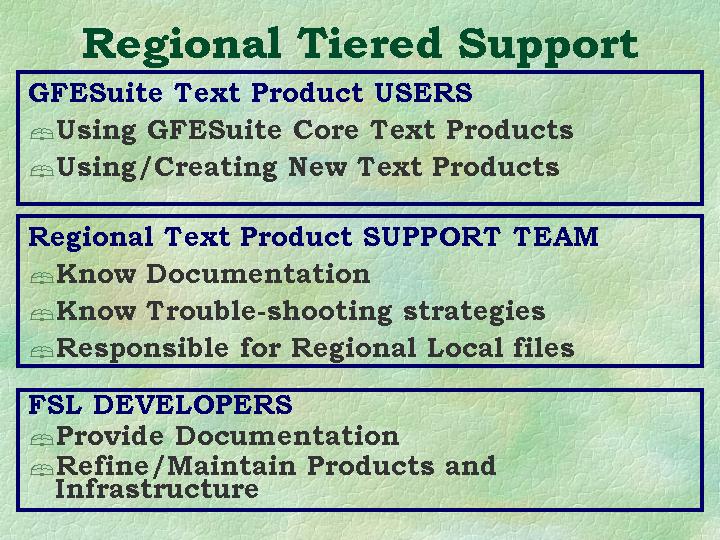 Regional Tiered Support
GFESuite Text Product USERS
Using GFESuite Core Text Products
Using/Creating New Text Products
Regional Text Product SUPPORT TEAM
Know Documentation
Know Trouble-shooting strategies
Responsible for Regional Local files
FSL DEVELOPERS
Provide Documentation
Refine/Maintain Products and
Infrastructure